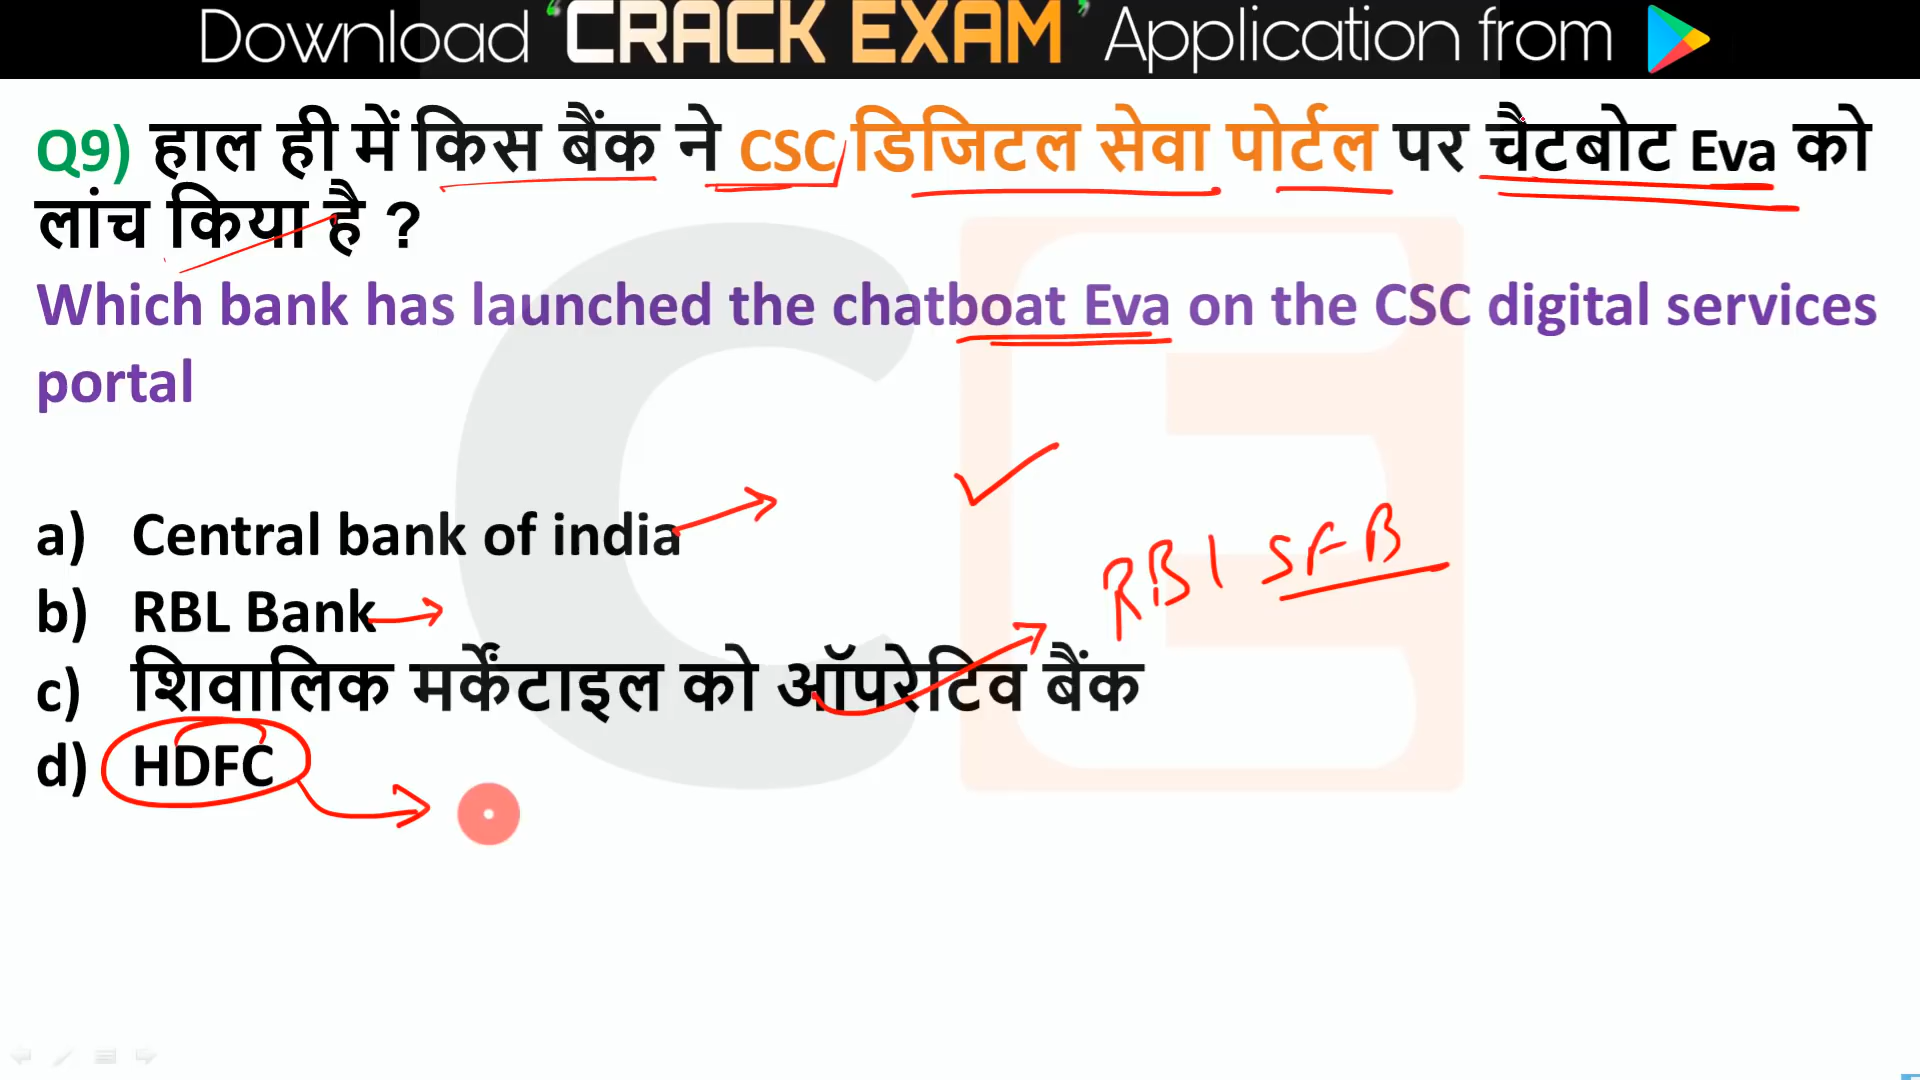 Download 'CRACK EXAM' Application from
Q9) हाल ही में किस बैंक ने CSC डिजिटल सेवा पोर्टल पर चैटबोट Eva को
लांच किया है ?
Which bank has launched the chatboat Eva on the CSC digital services
portal
a) Central bank of india
RBI SFB
b) RBL Bank
c) शिवालिक मर्केंटाइल को ऑपरेटिव बैंक
d) HDFC